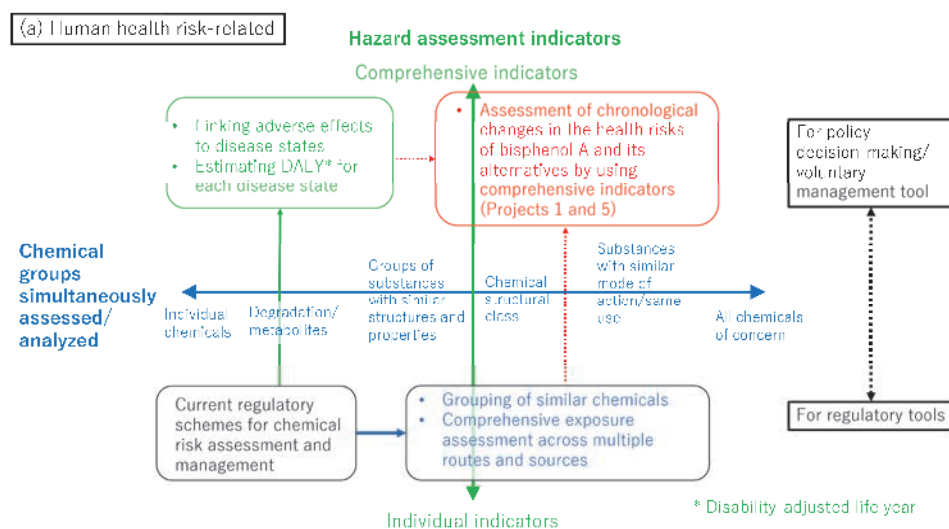 (a) Human health risk-related
Hazard assessment indicators
Comprehensive indicators
• Linking adverse effects
to disease states
• Estimating DALY* for
each disease state
• Assessment of chronological
changes in the health risks
of bisphenol A and its
alternatives by using
comprehensive indicators
(Projects 1 and 5)
For policy
decision-making/
voluntary
management tool
Chemical
groups
simultaneously
assessed/
analyzed
Individual
chemicals
Degradation/
metabolites
Groups of
substances
with similar
structures and
properties
Chemical
structural
class
Substances
with similar
mode of
action/same
use
All chemicals
of concern
Current regulatory
schemes for chemical
risk assessment and
management
• Grouping of similar chemicals
• Comprehensive exposure
assessment across multiple
routes and sources
For regulatory tools
Individual indicators
* Disability adjusted life year